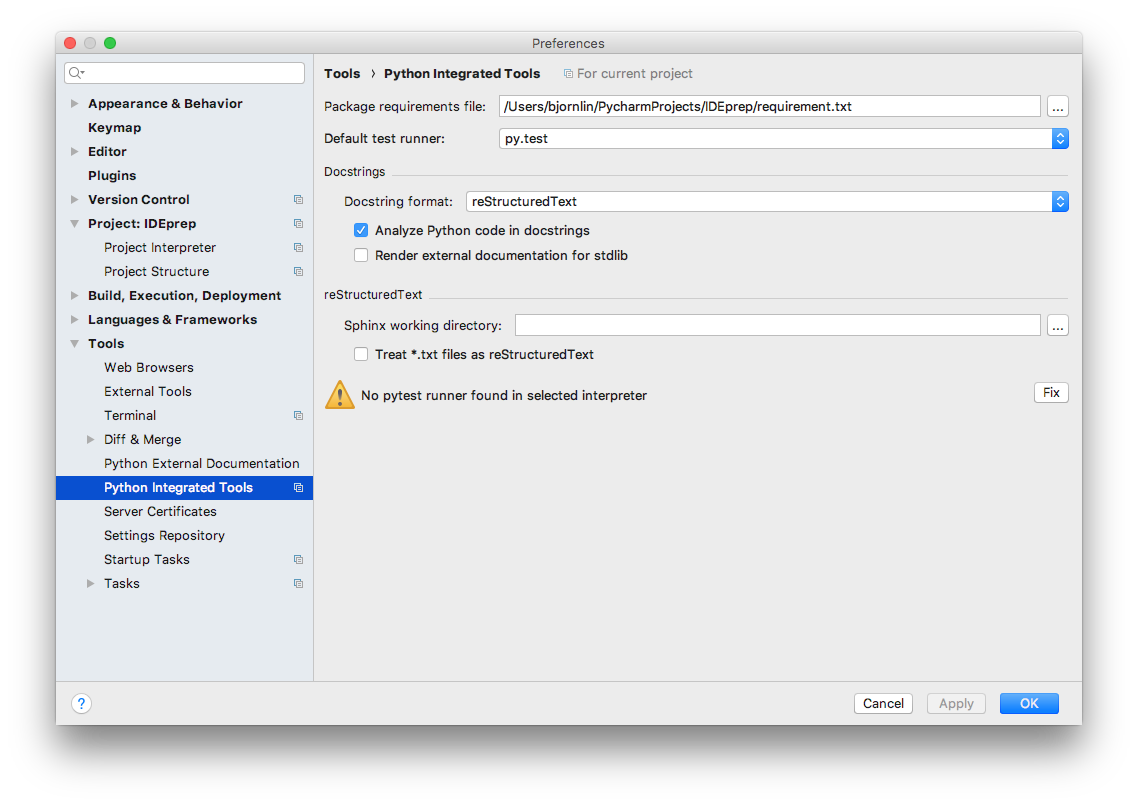 Preferences
Appearance & Behavior
Keymap
Editor
Plugins
Version Control
Project: IDEprep
Project Interpreter
Project Structure
Build, Execution, Deployment
Languages & Frameworks
Tools
Web Browsers
External Tools
Terminal
Diff & Merge
Python External Documentation
Python Integrated Tools
Server Certificates
Settings Repository
Startup Tasks
Tasks
Tools › Python Integrated Tools For current project
Package requirements file: /Users/bjornlin/PycharmProjects/IDEprep/requirement.txt ...
Default test runner: py.test
Docstrings
Docstring format: reStructuredText
Analyze Python code in docstrings
Render external documentation for stdlib
reStructuredText
Sphinx working directory: ...
Treat *.txt files as reStructuredText
No pytest runner found in selected interpreter Fix
? Cancel Apply OK